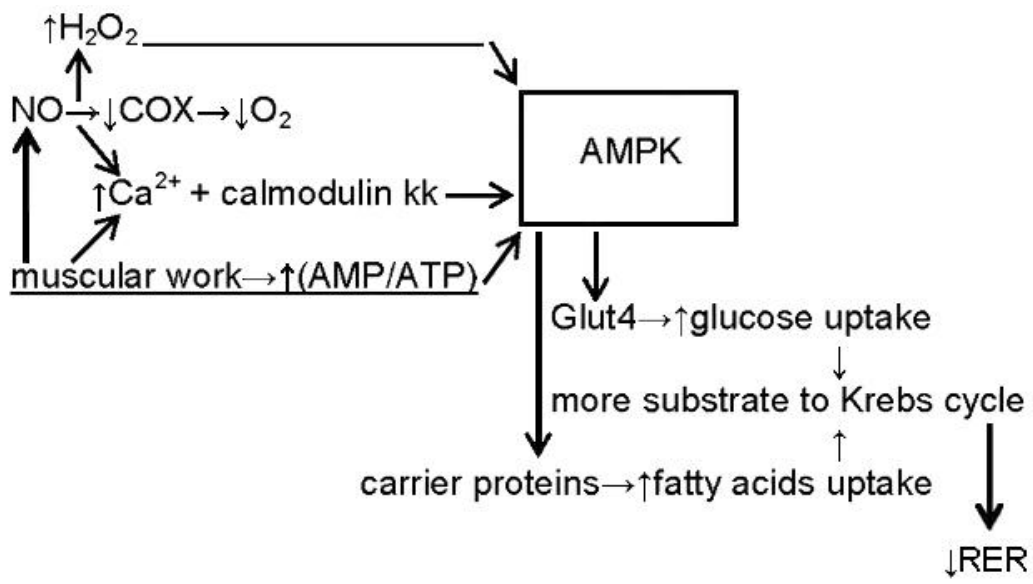 ↑H₂O₂
NO→↓COX→↓O₂
AMPK
↑Ca²⁺ + calmodulin kk
muscular work→↑(AMP/ATP)
Glut4→↑glucose uptake
↓
more substrate to Krebs cycle
↑
carrier proteins→↑fatty acids uptake
↓RER